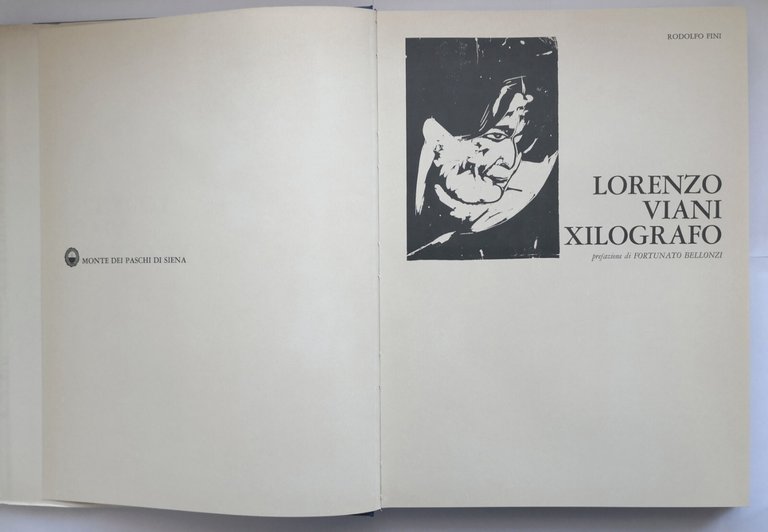 MONTE DEI PASCHI DI SIENA
RODOLFO FINI
LORENZO
VIANI
XILOGRAFO
prefazione di FORTUNATO BELLONZI